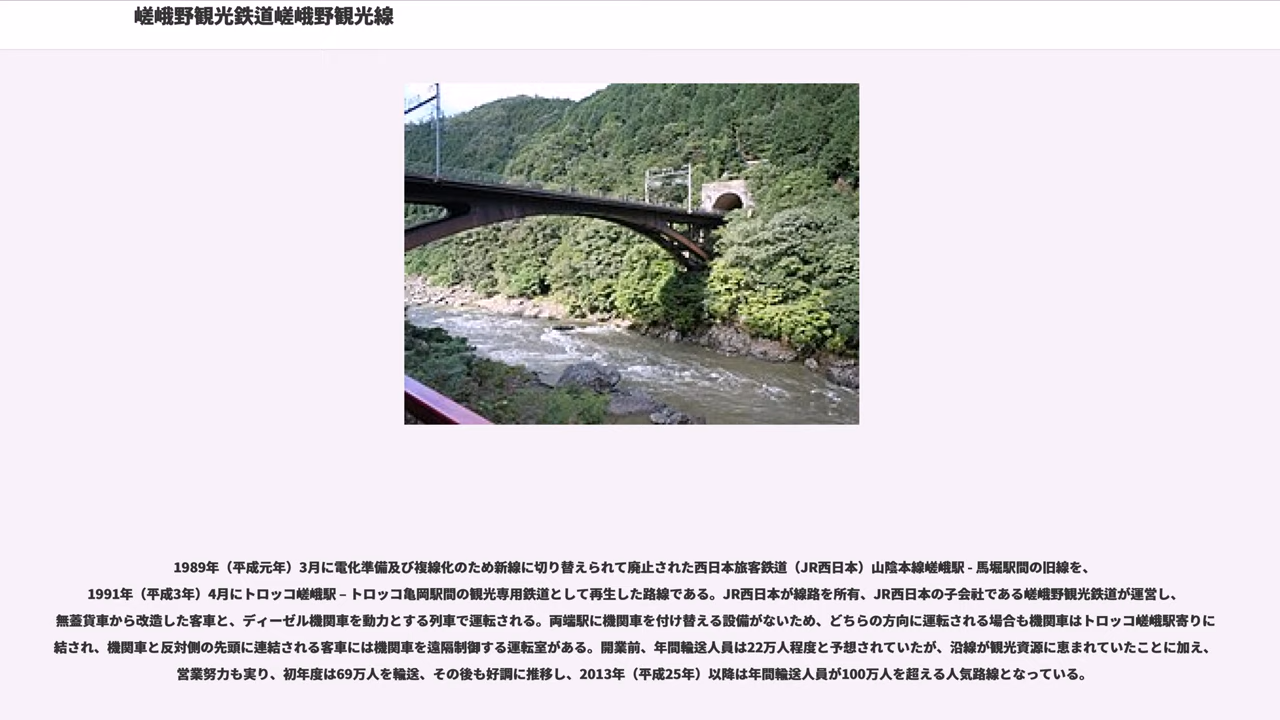 嵯峨野観光鉄道嵯峨野観光線
1989年（平成元年）3月に電化準備及び複線化のため新線に切り替えられて廃止された西日本旅客鉄道（JR西日本）山陰本線嵯峨駅 - 馬堀駅間の旧線を、
1991年（平成3年）4月にトロッコ嵯峨駅 – トロッコ亀岡駅間の観光専用鉄道として再生した路線である。JR西日本が線路を所有、JR西日本の子会社である嵯峨野観光鉄道が運営し、
無蓋貨車から改造した客車と、ディーゼル機関車を動力とする列車で運転される。両端駅に機関車を付け替える設備がないため、どちらの方向に運転される場合も機関車はトロッコ嵯峨駅寄りに
結され、機関車と反対側の先頭に連結される客車には機関車を遠隔制御する運転室がある。開業前、年間輸送人員は22万人程度と予想されていたが、沿線が観光資源に恵まれていたことに加え、
営業努力も実り、初年度は69万人を輸送、その後も好調に推移し、2013年（平成25年）以降は年間輸送人員が100万人を超える人気路線となっている。